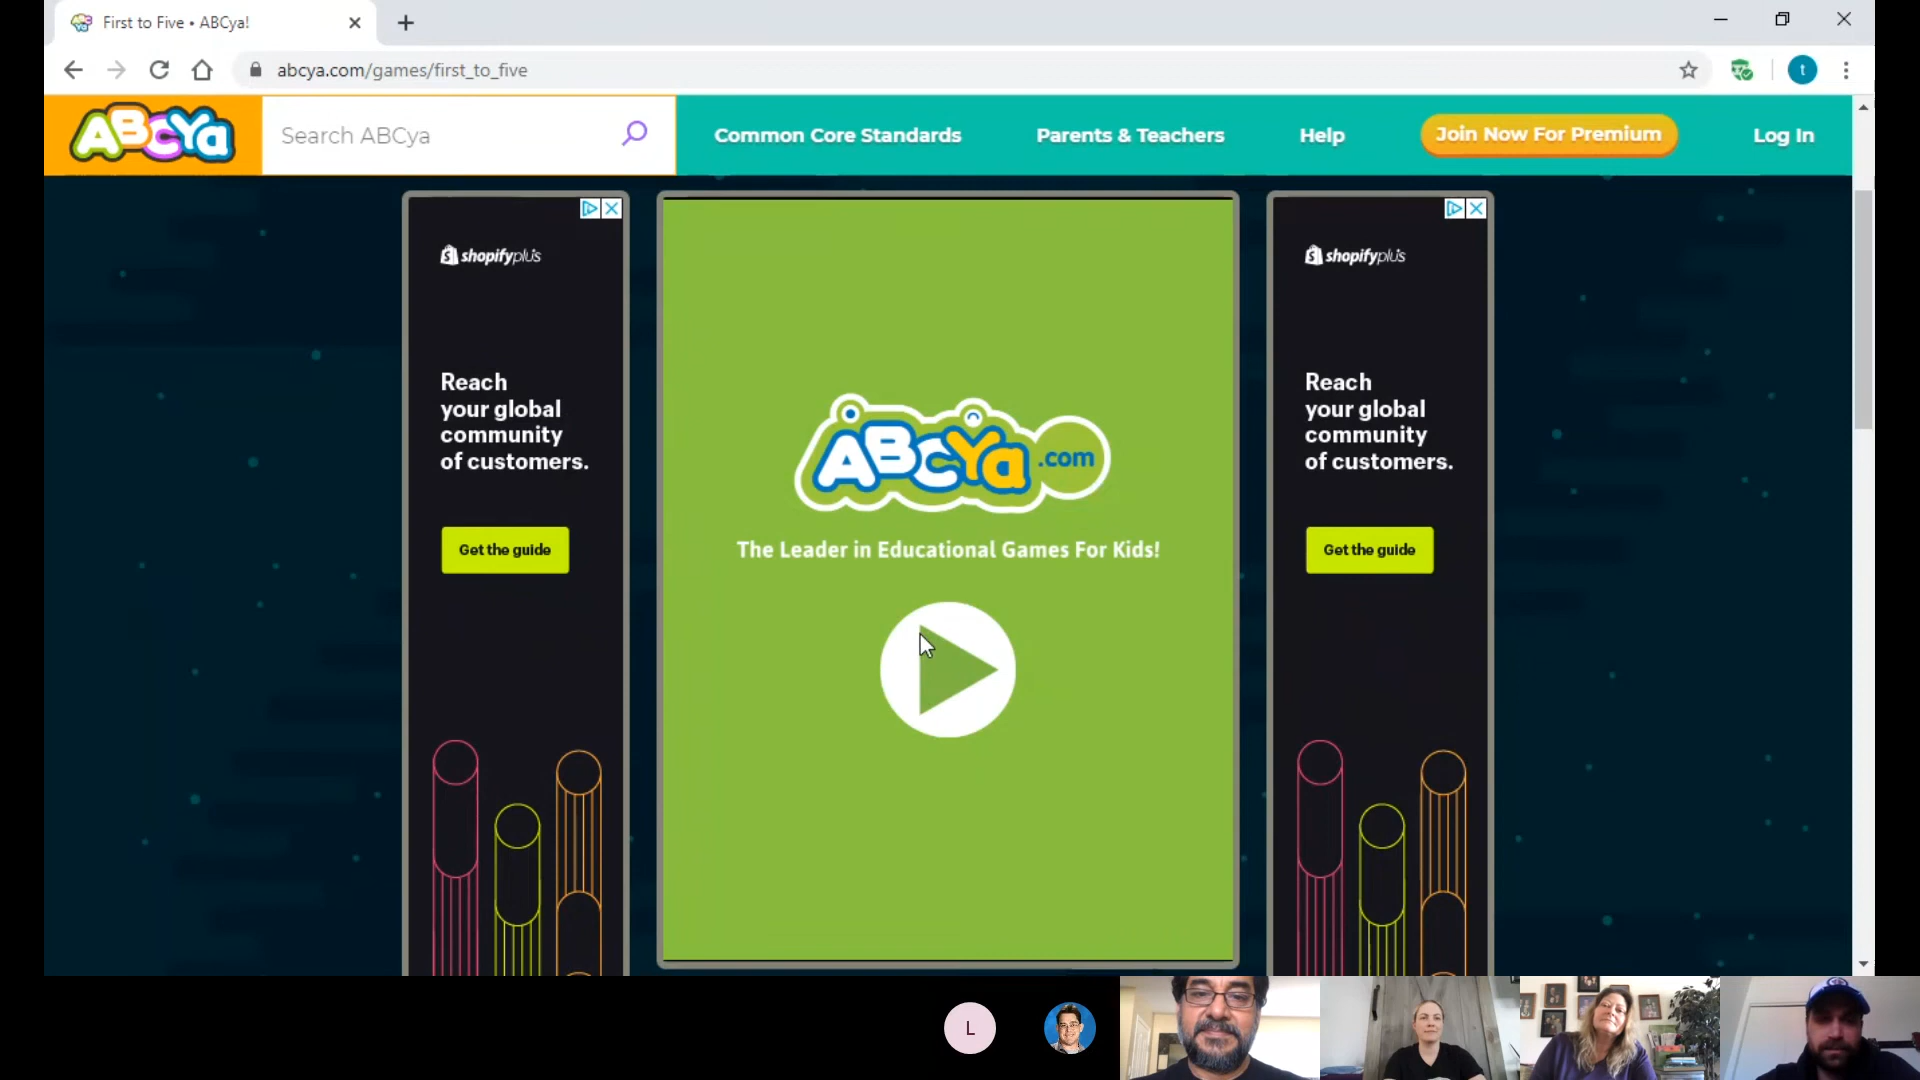 First to Five • ABCya!
abcya.com/games/first_to_five
t
ABCYa
Search ABCya
Common Core Standards
Parents & Teachers
Help
Join Now For Premium
Log In
shopifyplus
Reach
your global
community
of customers.
Get the guide
ABCYa.com
The Leader in Educational Games For Kids!
shopifyplus
Reach
your global
community
of customers.
Get the guide
L